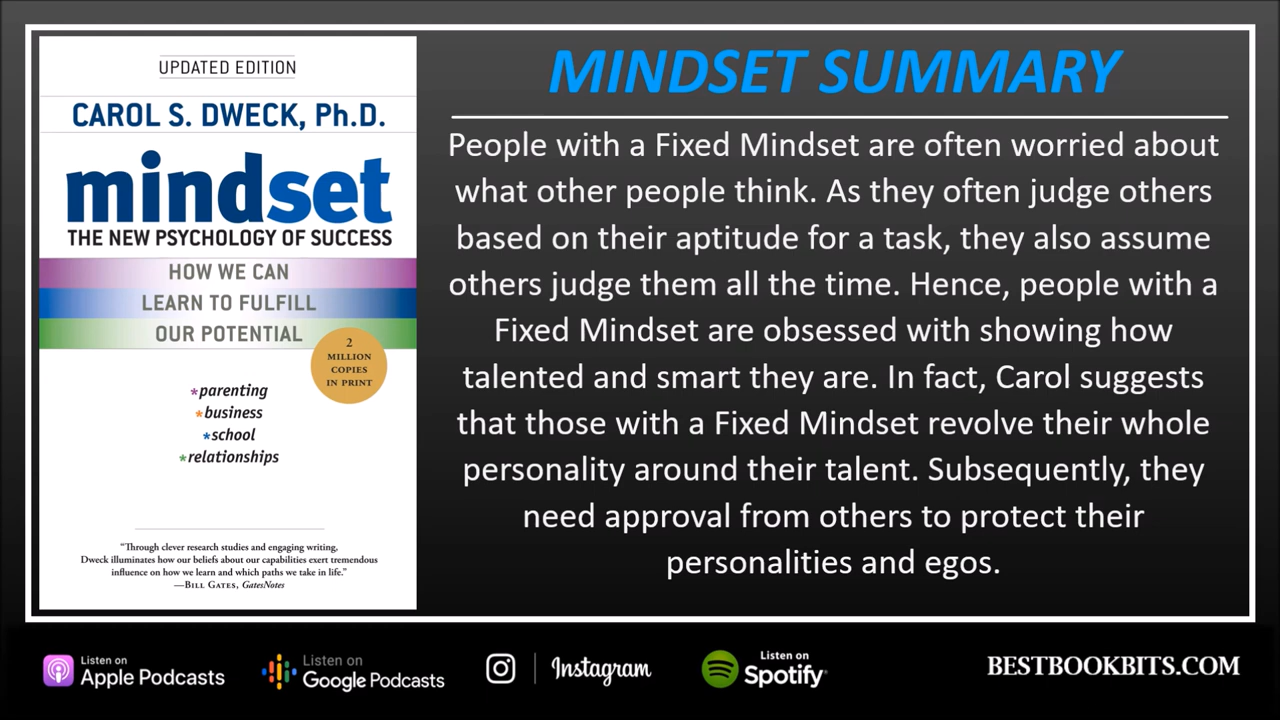 UPDATED EDITION
CAROL S. DWECK, Ph.D.
mindset
THE NEW PSYCHOLOGY OF SUCCESS
HOW WE CAN
LEARN TO FULFILL
OUR POTENTIAL
2
MILLION
COPIES
IN PRINT
*parenting
*business
*school
*relationships
“Through clever research studies and engaging writing,
Dweck illuminates how our beliefs about our capabilities exert tremendous
influence on how we learn and which paths we take in life.”
—BILL GATES, GatesNotes
MINDSET SUMMARY
People with a Fixed Mindset are often worried about
what other people think. As they often judge others
based on their aptitude for a task, they also assume
others judge them all the time. Hence, people with a
Fixed Mindset are obsessed with showing how
talented and smart they are. In fact, Carol suggests
that those with a Fixed Mindset revolve their whole
personality around their talent. Subsequently, they
need approval from others to protect their
personalities and egos.
Listen on
Apple Podcasts
Listen on
Google Podcasts
Instagram
Listen on
Spotify
BESTBOOKBITS.COM